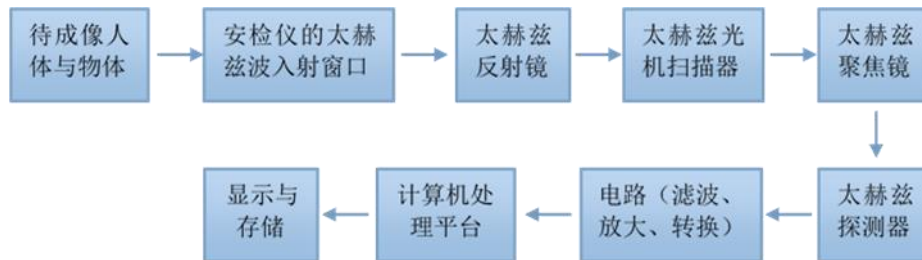 待成像人
体与物体
安检仪的太赫
兹波入射窗口
太赫兹
反射镜
太赫兹光
机扫描器
太赫兹
聚焦镜
太赫兹
探测器
电路（滤波、
放大、转换）
计算机处
理平台
显示与
存储